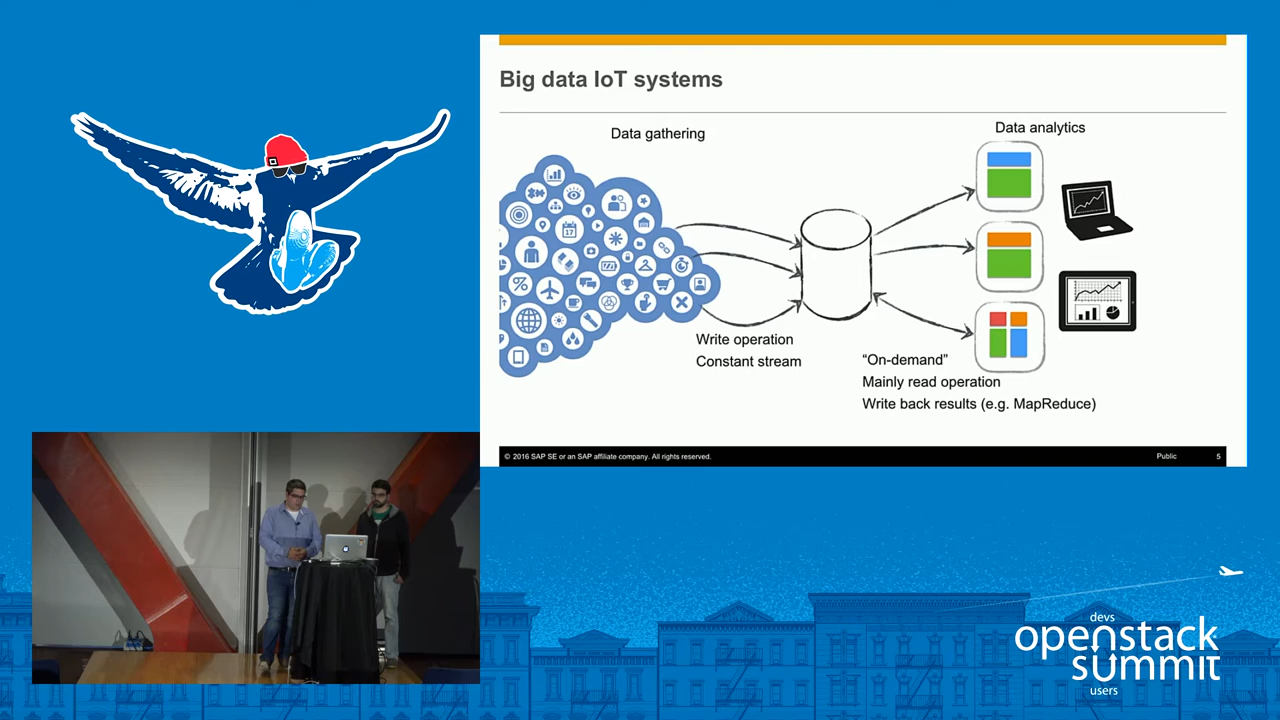 Big data IoT systems
Data gathering
Data analytics
17
Write operation
Constant stream
“On-demand”
Mainly read operation
Write back results (e.g. MapReduce)
© 2016 SAP SE or an SAP affiliate company. All rights reserved.
Public
5
devs
openstack
summit
users